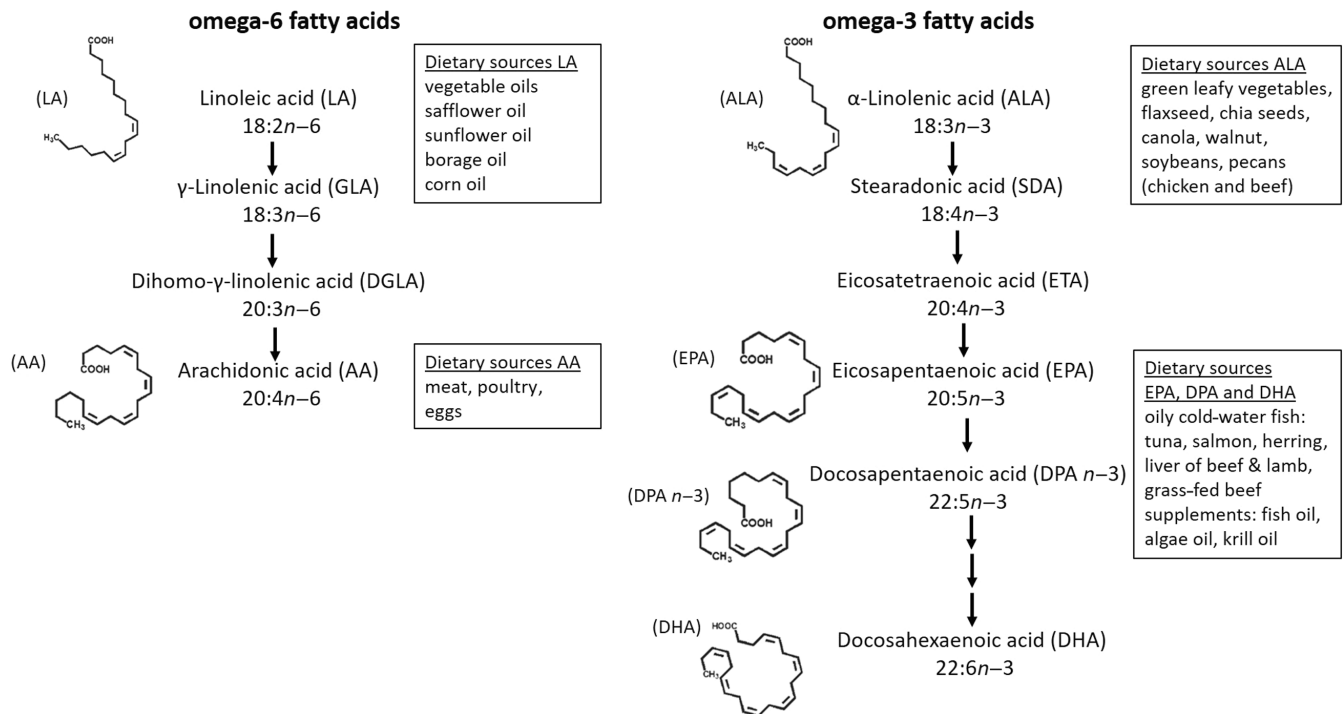 omega-6 fatty acids
COOH
(LA)
H₃C
Linoleic acid (LA)
18:2n–6
γ-Linolenic acid (GLA)
18:3n–6
Dihomo-γ-linolenic acid (DGLA)
20:3n–6
(AA)
COOH
CH₃
Arachidonic acid (AA)
20:4n–6
Dietary sources LA
vegetable oils
safflower oil
sunflower oil
borage oil
corn oil
Dietary sources AA
meat, poultry,
eggs
omega-3 fatty acids
COOH
(ALA)
H₃C
α-Linolenic acid (ALA)
18:3n–3
Stearadonic acid (SDA)
18:4n–3
Eicosatetraenoic acid (ETA)
20:4n–3
(EPA)
COOH
CH₃
Eicosapentaenoic acid (EPA)
20:5n–3
(DPA n–3)
COOH
CH₃
Docosapentaenoic acid (DPA n–3)
22:5n–3
(DHA)
HOOC
CH₃
Docosahexaenoic acid (DHA)
22:6n–3
Dietary sources ALA
green leafy vegetables,
flaxseed, chia seeds,
canola, walnut,
soybeans, pecans
(chicken and beef)
Dietary sources
EPA, DPA and DHA
oily cold-water fish:
tuna, salmon, herring,
liver of beef & lamb,
grass-fed beef
supplements: fish oil,
algae oil, krill oil